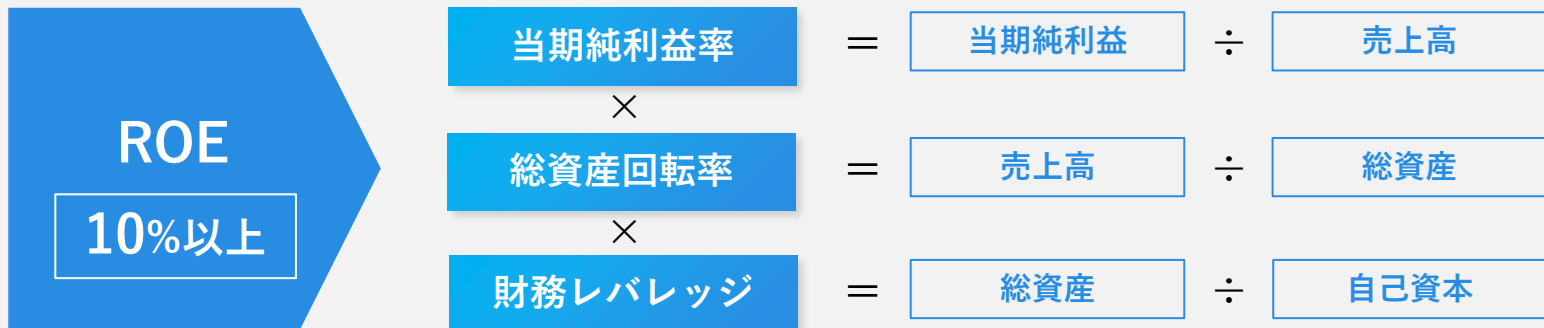 ROE
10%以上
当期純利益率 = 当期純利益 ÷ 売上高
×
総資産回転率 = 売上高 ÷ 総資産
×
財務レバレッジ = 総資産 ÷ 自己資本